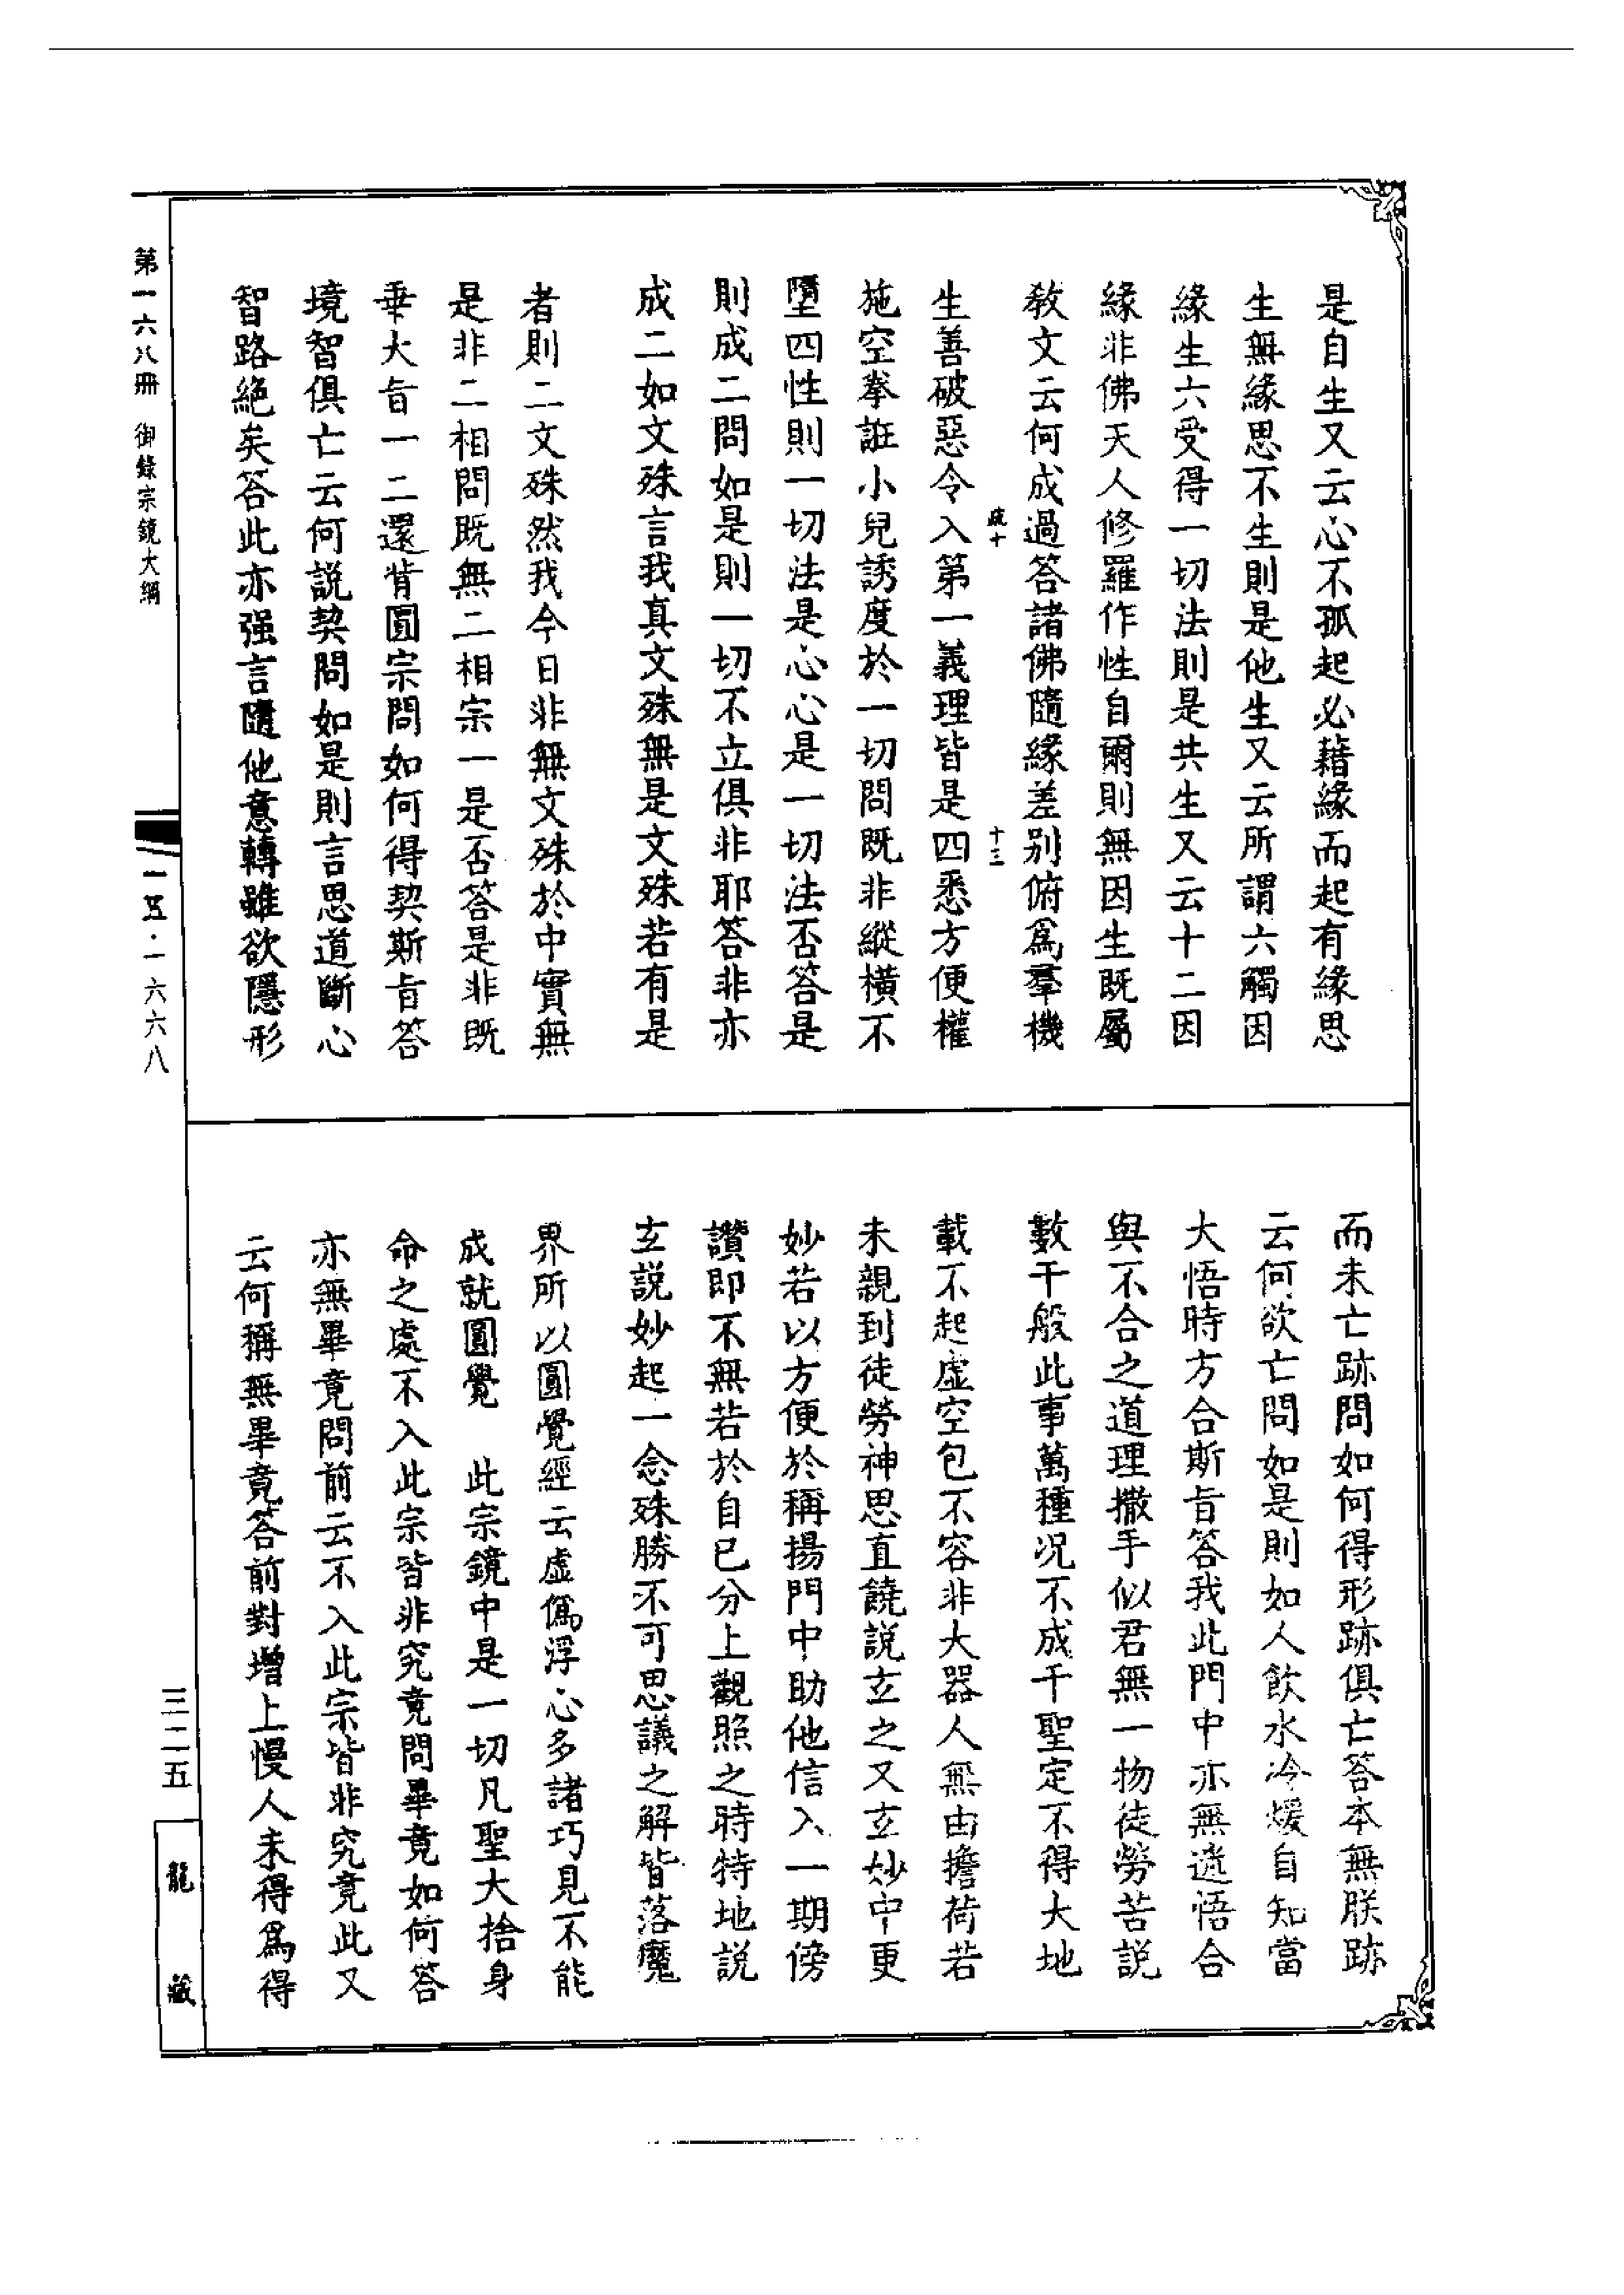 是自生又云心不孤起必藉緣而起有緣思
生無緣思不生則是他生又云所謂六觸因
緣生六受得一切法則是共生又云十二因
緣非佛天人修羅作性自爾則無因生既屬
教文云何成過答諸佛隨緣差别俯爲羣機
十三
生善破惡令入第一義理皆是四悉方便權
施空拳誑小兒誘度於一切問既非縱橫不
墮四性則一切法是心心是一切法否答是
則成二問如是則一切不立俱非耶答非亦
成二如文殊言我真文殊無是文殊若有是
者則二文殊然我今日非無文殊於中實無
是非二相問既無二相宗一是否答是非既
乖大旨一二還背圓宗問如何得契斯旨答
境智俱亡云何説契問如是則言思道斷心
智路絕矣答此亦强言隨他意轉雖欲隱形
而未亡跡問如何得形跡俱亡答本無朕跡
云何欲亡問如是則如人飲水冷煖自知當
大悟時方合斯旨答我此門中亦無迷悟合
與不合之道理撒手似君無一物徒勞苦説
數千般此事萬種况不成千聖定不得大地
載不起虛空包不容非大器人無由擔荷若
未親到徒勞神思直饒説玄之又玄妙中更
妙若以方便於稱揚門中助他信入一期傍
讚即不無若於自已分上觀照之時特地説
玄説妙起一念殊勝不可思議之解皆落魔
界所以圓覺經云虛僞浮心多諸巧見不能
成就圓覺　此宗鏡中是一切凡聖大捨身
命之處不入此宗皆非究竟問畢竟如何答
亦無畢竟問前云不入此宗皆非究竟此又
云何稱無畢竟答前對增上慢人未得爲得
第一六八冊　御錄宗鏡大綱
一五·一六六八
三二五
龍藏